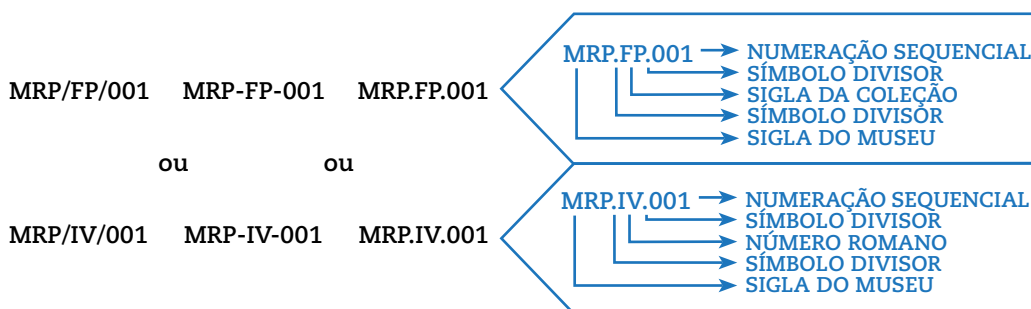 MRP/FP/001 MRP-FP-001 MRP.FP.001
ou ou
MRP/IV/001 MRP-IV-001 MRP.IV.001
MRP.FP.001 NUMERAÇÃO SEQUENCIAL
SÍMBOLO DIVISOR
SIGLA DA COLEÇÃO
SÍMBOLO DIVISOR
SIGLA DO MUSEU
MRP.IV.001 NUMERAÇÃO SEQUENCIAL
SÍMBOLO DIVISOR
NÚMERO ROMANO
SÍMBOLO DIVISOR
SIGLA DO MUSEU